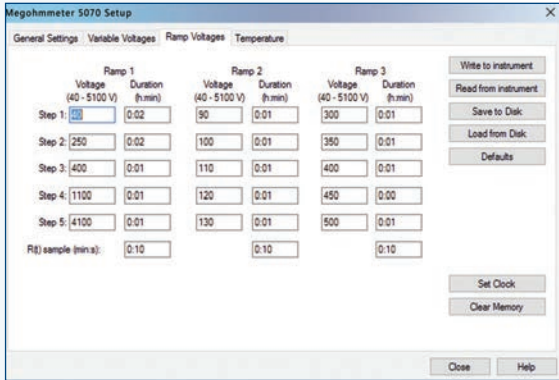 Megohmmeter 5070 Setup
General Settings Variable Voltages Ramp Voltages Temperature
Ramp 1 Ramp 2 Ramp 3
Voltage Duration Voltage Duration Voltage Duration
(40 - 5100 V) (h:min) (40 - 5100 V) (h:min) (40 - 5100 V) (h:min)
Step 1: 40 0:02 90 0:01 300 0:01
Step 2: 250 0:02 100 0:01 350 0:01
Step 3: 400 0:01 110 0:01 400 0:01
Step 4: 1100 0:01 120 0:01 450 0:00
Step 5: 4100 0:01 130 0:01 500 0:01
R(t) sample (min:s): 0:10 0:10 0:10
Write to instrument
Read from instrument
Save to Disk
Load from Disk
Defaults
Set Clock
Clear Memory
Close Help